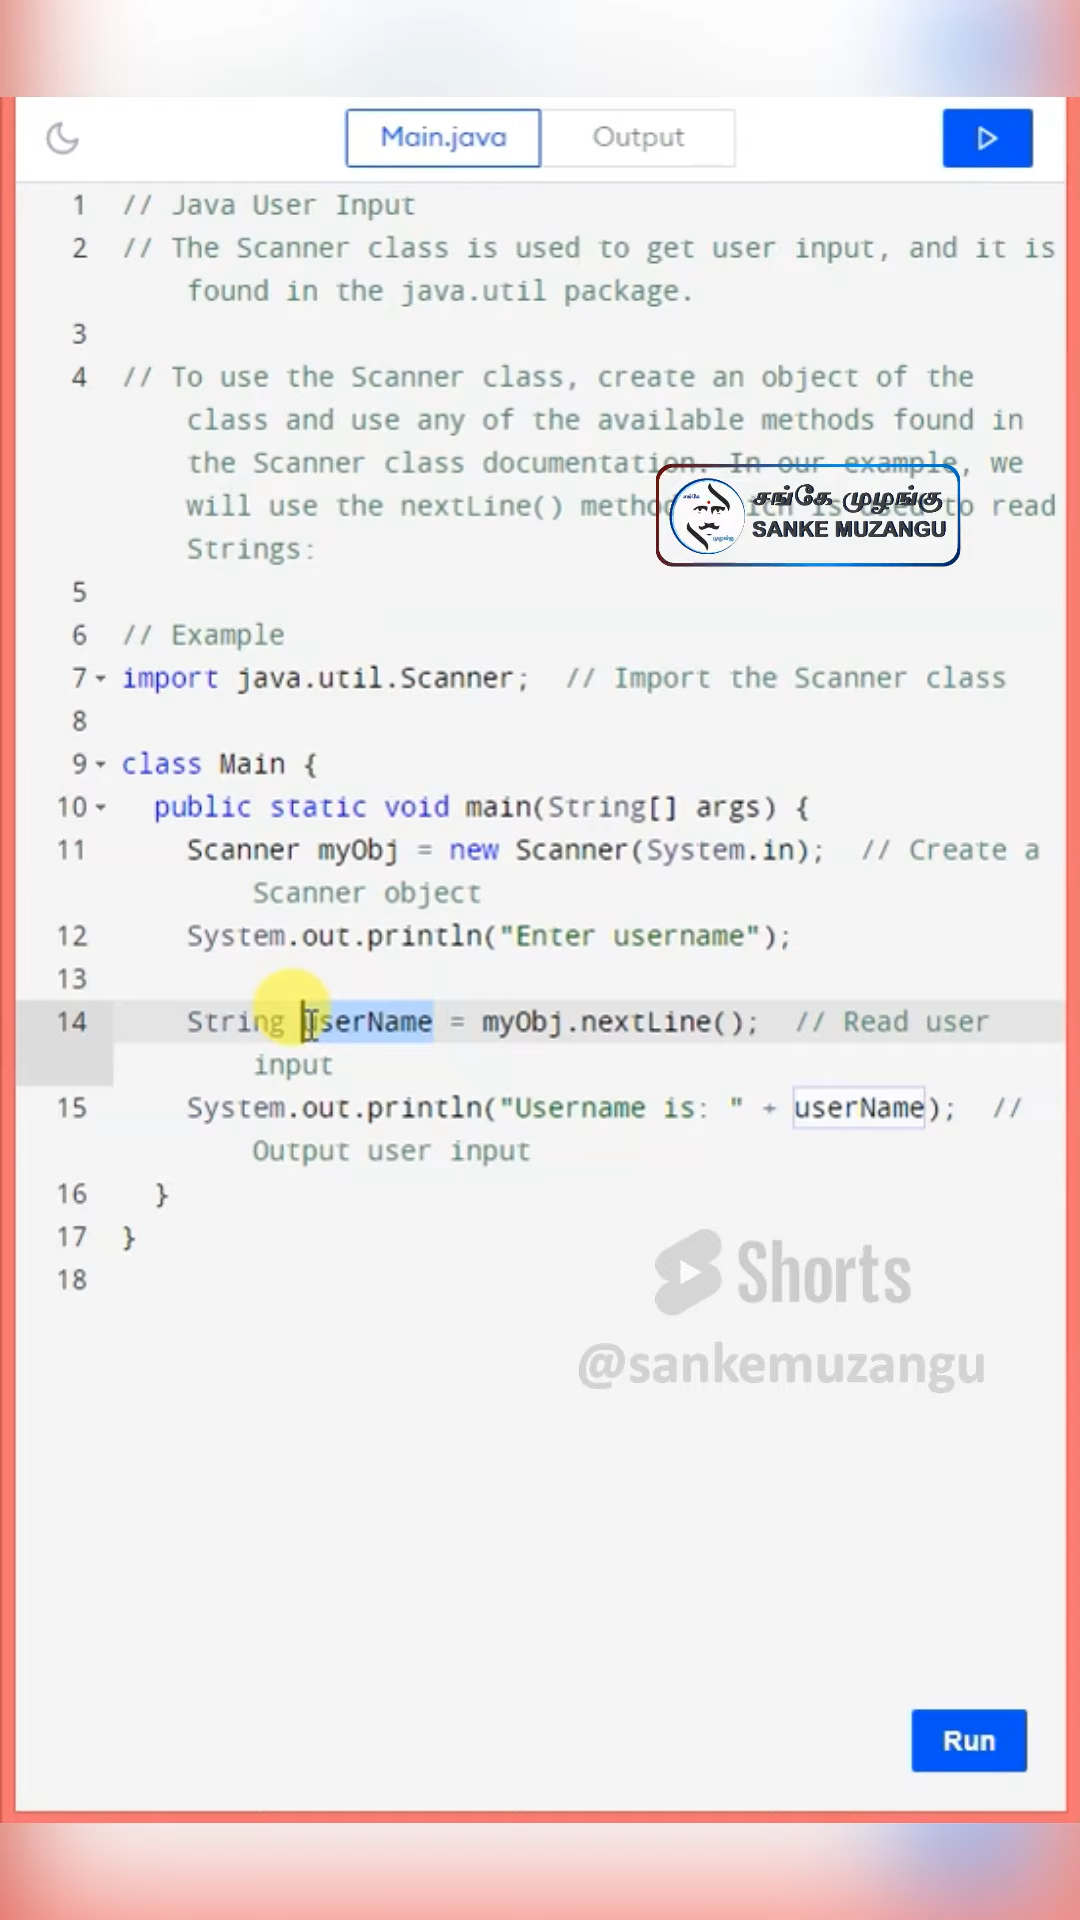 Main.java
Output
1 // Java User Input
2 // The Scanner class is used to get user input, and it is
found in the java.util package.
3
4 // To use the Scanner class, create an object of the
class and use any of the available methods found in
the Scanner class documentation. In our example, we
will use the nextLine() method which is used to read
Strings:
சங்கே முழங்கு
SANKE MUZANGU
5
6 // Example
7 import java.util.Scanner;  // Import the Scanner class
8
9 class Main {
10 public static void main(String[] args) {
11 Scanner myObj = new Scanner(System.in);  // Create a
Scanner object
12 System.out.println("Enter username");
13
14 String userName = myObj.nextLine();  // Read user
input
15 System.out.println("Username is: " + userName);  //
Output user input
16 }
17 }
18
Shorts
@sankemuzangu
Run